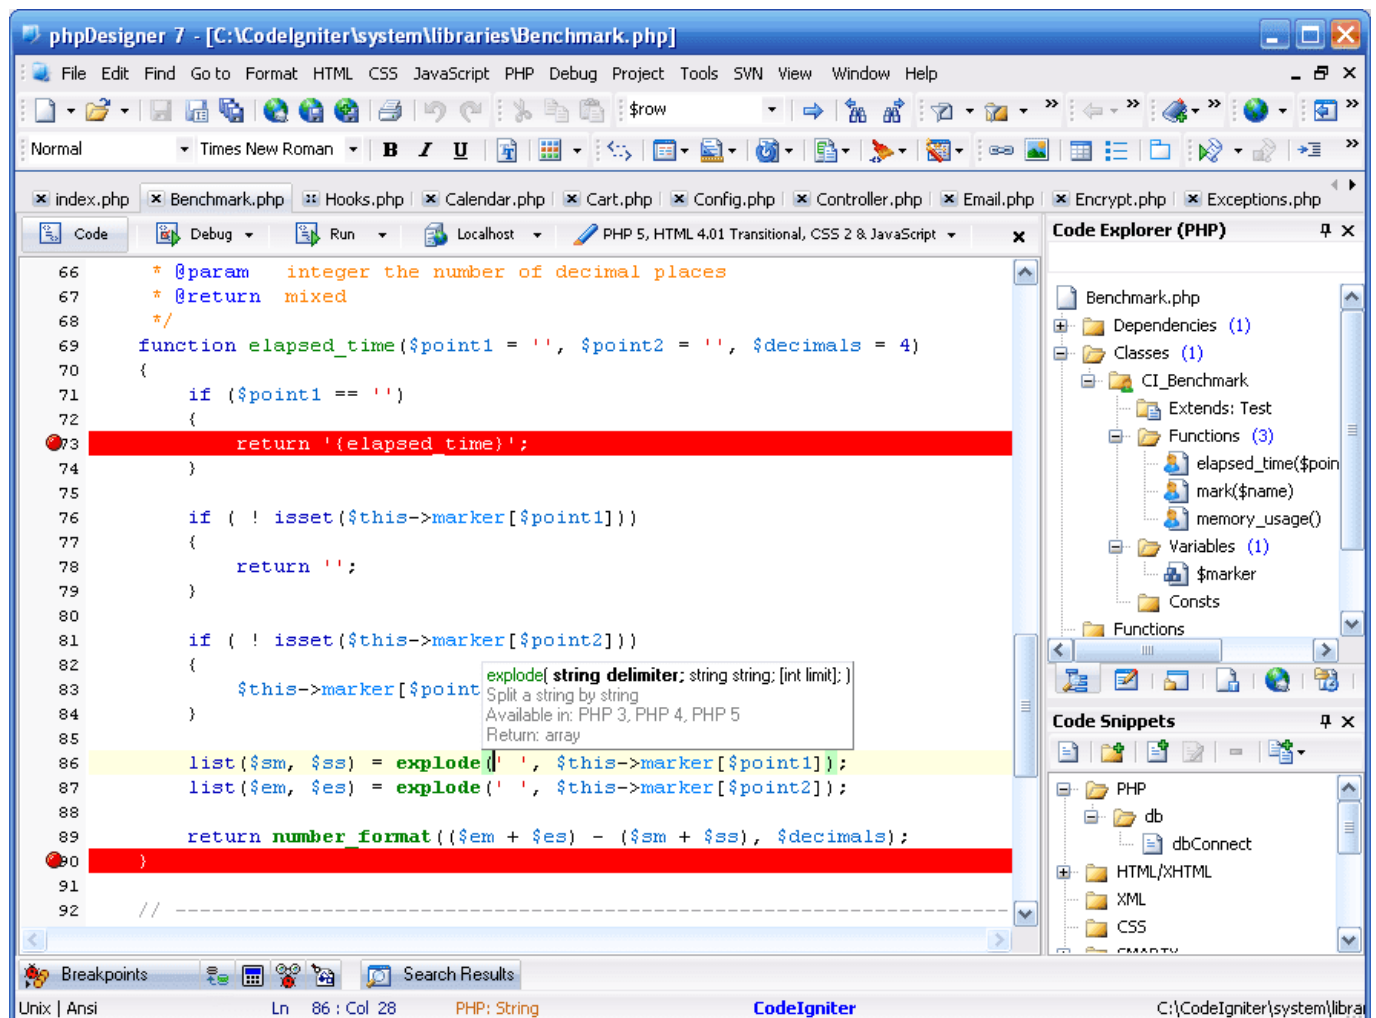 phpDesigner 7 - [C:\CodeIgniter\system\libraries\Benchmark.php]
File Edit Find Go to Format HTML CSS JavaScript PHP Debug Project Tools SVN View Window Help
$row
Normal Times New Roman B I U
index.php Benchmark.php Hooks.php Calendar.php Cart.php Config.php Controller.php Email.php Encrypt.php Exceptions.php
Code Debug Run Localhost PHP 5, HTML 4.01 Transitional, CSS 2 & JavaScript
66 * @param integer the number of decimal places
67 * @return mixed
68 */
69 function elapsed_time($point1 = '', $point2 = '', $decimals = 4)
70 {
71 if ($point1 == '')
72 {
73 return '{elapsed_time}';
74 }
75
76 if ( ! isset($this->marker[$point1]))
77 {
78 return '';
79 }
80
81 if ( ! isset($this->marker[$point2]))
82 {
83 $this->marker[$point
84 }
85
86 list($sm, $ss) = explode(' ', $this->marker[$point1]);
87 list($em, $es) = explode(' ', $this->marker[$point2]);
88
89 return number_format(($em + $es) - ($sm + $ss), $decimals);
90 }
91
92 // --------------------------------------------------------------------
explode( string delimiter; string string; [int limit]; )
Split a string by string
Available in: PHP 3, PHP 4, PHP 5
Return: array
Code Explorer (PHP)
Benchmark.php
Dependencies (1)
Classes (1)
CI_Benchmark
Extends: Test
Functions (3)
elapsed_time($poin
mark($name)
memory_usage()
Variables (1)
$marker
Consts
Functions
Code Snippets
PHP
db
dbConnect
HTML/XHTML
XML
CSS
SMARTY
Breakpoints Search Results
Unix | Ansi Ln 86 : Col 28 PHP: String CodeIgniter C:\CodeIgniter\system\librar